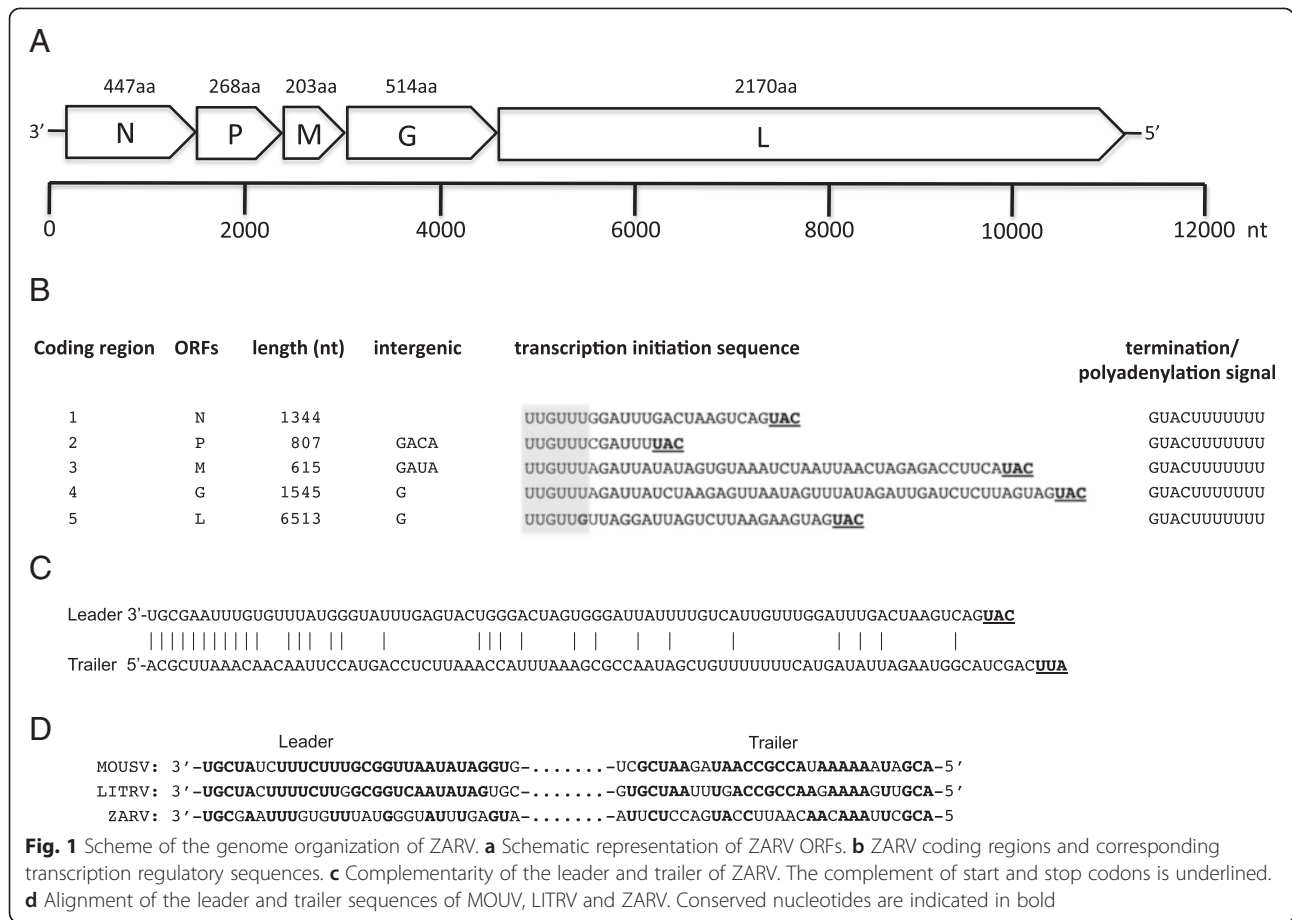 A
447aa 268aa 203aa 514aa 2170aa
3’ N P M G L 5’
0 2000 4000 6000 8000 10000 12000 nt
B
Coding region ORFs length (nt) intergenic transcription initiation sequence termination/
polyadenylation signal
1 N 1344 UUGUUUGGAUUUGACUAAGUCAGUAC GUACUUUUUUU
2 P 807 GACA UUGUUUCGAUUUUAC GUACUUUUUUU
3 M 615 GAUA UUGUUUAGAUUAUAUAGUGUAAAUCUAAUUAACUAGAGACCUUCAUAC GUACUUUUUUU
4 G 1545 G UUGUUUAGAUUAUCUAAGAGUUAAUAGUUUAUAGAUUGAUCUCUUAGUAGUAC GUACUUUUUUU
5 L 6513 G UUGUUGUUAGGAUUAGUCUUAAGAAGUAGUAC GUACUUUUUUU
C
Leader 3’-UGCGAAUUUGUGUUUAUGGGUAUUUGAGUACUGGGACUAGUGGGAUUAUUUUGUCAUUGUUUGGAUUUGACUAAGUCAGUAC
Trailer 5’-ACGCUUAAACAACAAUUCCAUGACCUCUUAAACCAUUUAAAGCGCCAAUAGCUGUUUUUUUCAUGAUAUUAGAAUGGCAUCGACUUA
D
Leader Trailer
MOUSV: 3’-UGCUAUCUUUCUUUGCGGUUAAUAUAGGUG-.......-UCGCUAAGAUAACCGCCAUAAAAAAUAGCA-5’
LITRV: 3’-UGCUACUUUUCUUGGCGGUCAAUAUAGUGC-.......-GUGCUAAUUUGACCGCCAAGAAAAGUUGCA-5’
ZARV: 3’-UGCGAAUUUGUGUUUAUGGGUAUUUGAGUA-.......-AUUCUCCAGUACCUUAACAACAAAUUCGCA-5
Fig. 1 Scheme of the genome organization of ZARV. a Schematic representation of ZARV ORFs. b ZARV coding regions and corresponding
transcription regulatory sequences. c Complementarity of the leader and trailer of ZARV. The complement of start and stop codons is underlined.
d Alignment of the leader and trailer sequences of MOUV, LITRV and ZARV. Conserved nucleotides are indicated in bold